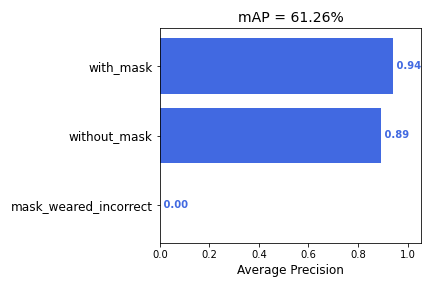 mAP = 61.26%
with_mask
0.94
without_mask
0.89
mask_weared_incorrect
0.00
0.0 0.2 0.4 0.6 0.8 1.0
Average Precision